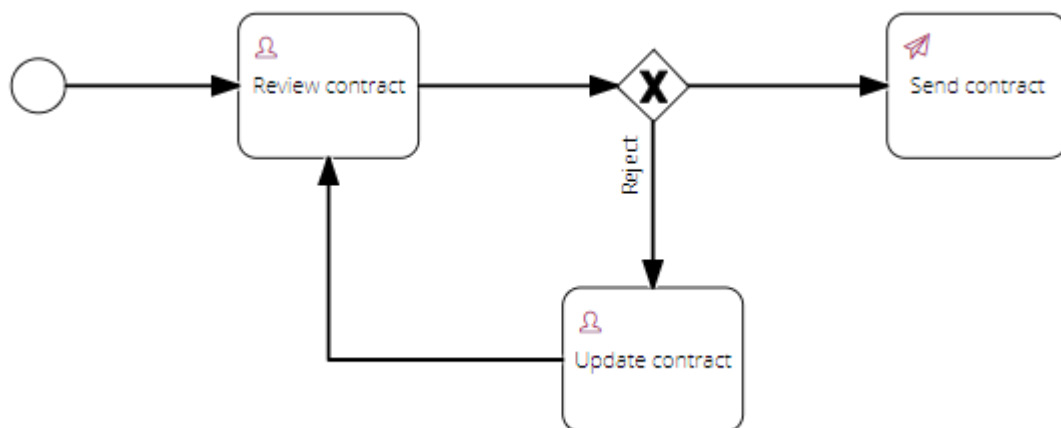 Review contract
Send contract
Reject
Update contract